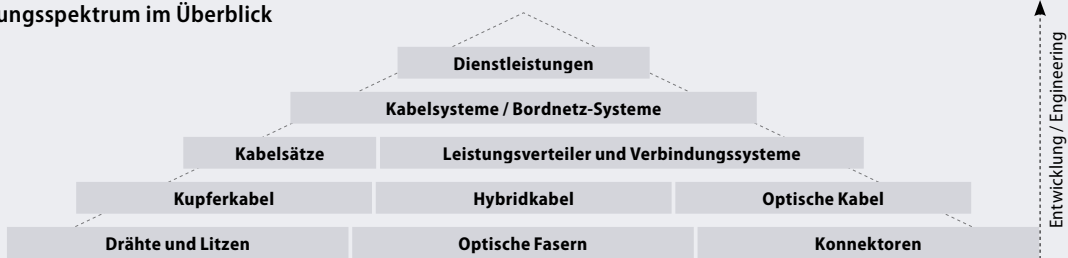 ungsspektrum im Überblick
Dienstleistungen
Kabelsysteme / Bordnetz-Systeme
Kabelsätze
Leistungsverteiler und Verbindungssysteme
Kupferkabel
Hybridkabel
Optische Kabel
Drähte und Litzen
Optische Fasern
Konnektoren
Entwicklung / Engineering